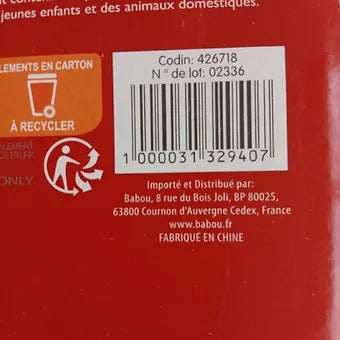 jeunes enfants et des animaux domestiques.
ÉLÉMENTS EN CARTON
À RECYCLER
ONLY
Codin: 426718
N° de lot: 02336
1 000031 329407
Importé et Distribué par:
Babou, 8 rue du Bois Joli, BP 80025,
63800 Cournon d'Auvergne Cedex, France
www.babou.fr
FABRIQUÉ EN CHINE